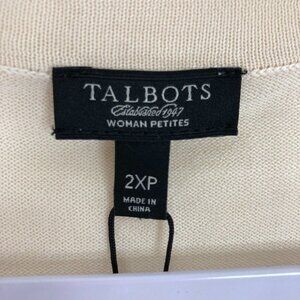 TALBOTS
Established 1947
WOMAN PETITES
2XP
MADE IN
CHINA